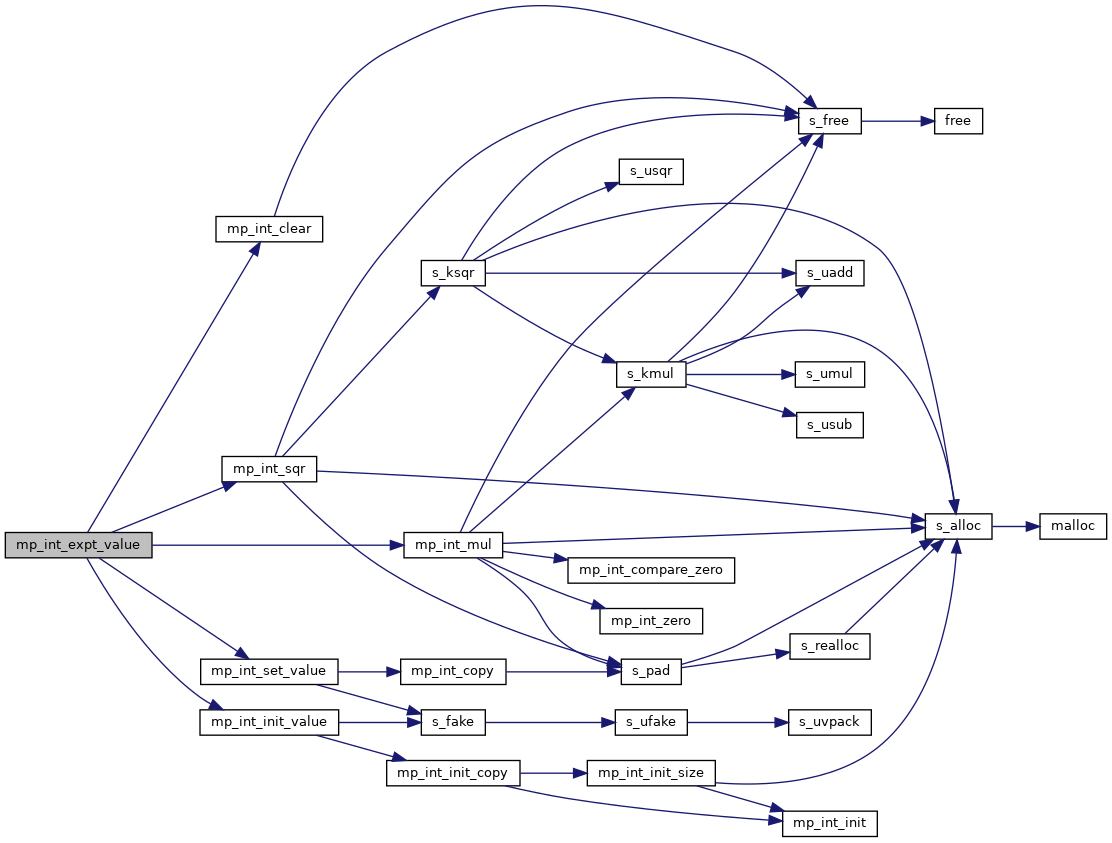 s_free
free
s_usqr
mp_int_clear
s_ksqr
s_uadd
s_kmul
s_umul
s_usub
mp_int_sqr
s_alloc
malloc
mp_int_expt_value
mp_int_mul
mp_int_compare_zero
mp_int_zero
s_realloc
mp_int_set_value
mp_int_copy
s_pad
mp_int_init_value
s_fake
s_ufake
s_uvpack
mp_int_init_copy
mp_int_init_size
mp_int_init